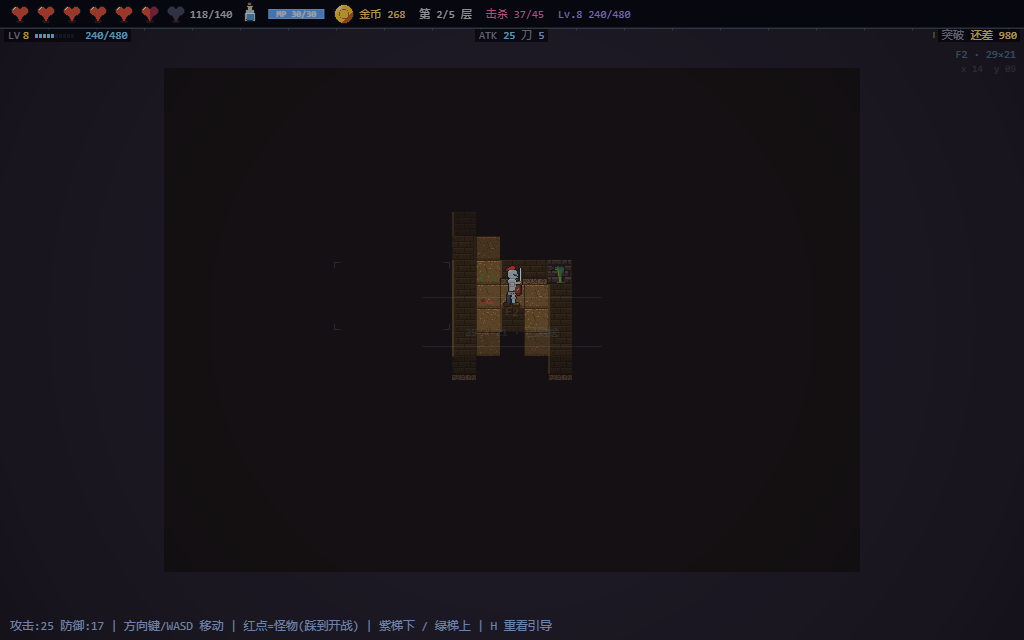 118/140 MP 30/30 金币 268 第 2/5 层 击杀 37/45 Lv.8 240/480
LV 8 240/480 ATK 25 刀 5 突破 还差 980
F2 · 29×21
x 14 y 09
F2
攻击:25 防御:17 | 方向键/WASD 移动 | 红点=怪物(踩到开战) | 紫梯下 / 绿梯上 | H 重看引导